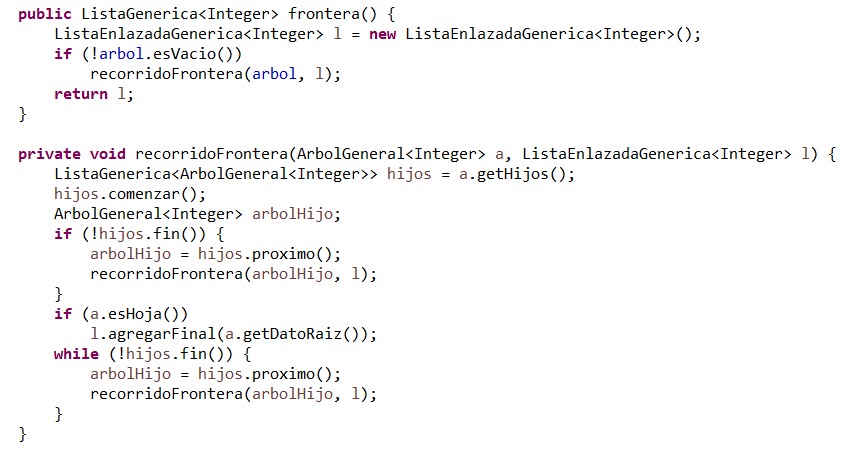 public ListaGenerica<Integer> frontera() {
    ListaEnlazadaGenerica<Integer> l = new ListaEnlazadaGenerica<Integer>();
    if (!arbol.esVacio())
        recorridoFrontera(arbol, l);
    return l;
}

private void recorridoFrontera(ArbolGeneral<Integer> a, ListaEnlazadaGenerica<Integer> l) {
    ListaGenerica<ArbolGeneral<Integer>> hijos = a.getHijos();
    hijos.comenzar();
    ArbolGeneral<Integer> arbolHijo;
    if (!hijos.fin()) {
        arbolHijo = hijos.proximo();
        recorridoFrontera(arbolHijo, l);
    }
    if (a.esHoja())
        l.agregarFinal(a.getDatoRaiz());
    while (!hijos.fin()) {
        arbolHijo = hijos.proximo();
        recorridoFrontera(arbolHijo, l);
    }
}